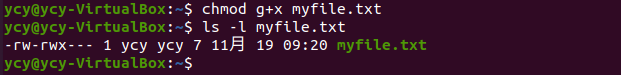 ycy@ycy-VirtualBox:~$ chmod g+x myfile.txt
ycy@ycy-VirtualBox:~$ ls -l myfile.txt
-rw-rwx--- 1 ycy ycy 7 11月 19 09:20 myfile.txt
ycy@ycy-VirtualBox:~$